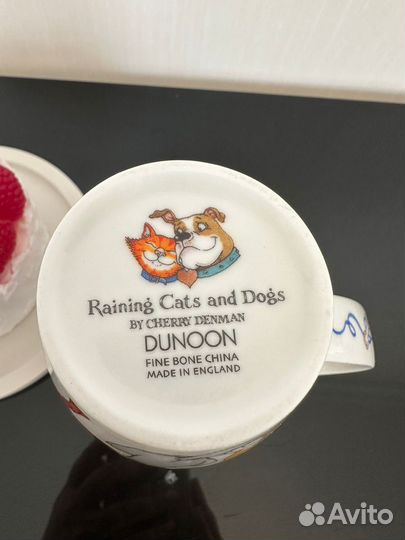 Raining Cats and Dogs
BY CHERRY DENMAN
DUNOON
FINE BONE CHINA
MADE IN ENGLAND
Avito